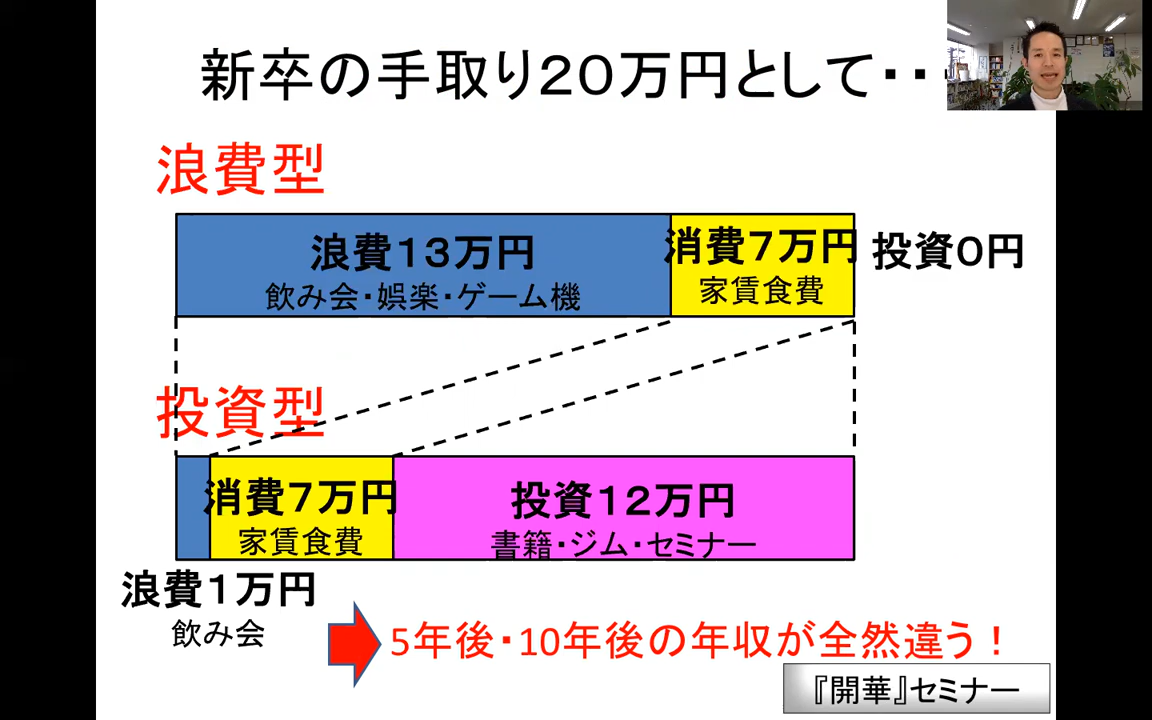 新卒の手取り２０万円として・・・
浪費型
浪費１３万円
飲み会・娯楽・ゲーム機
消費７万円
家賃食費
投資０円
投資型
消費７万円
家賃食費
投資１２万円
書籍・ジム・セミナー
浪費１万円
飲み会
5年後・10年後の年収が全然違う！
『開華』セミナー